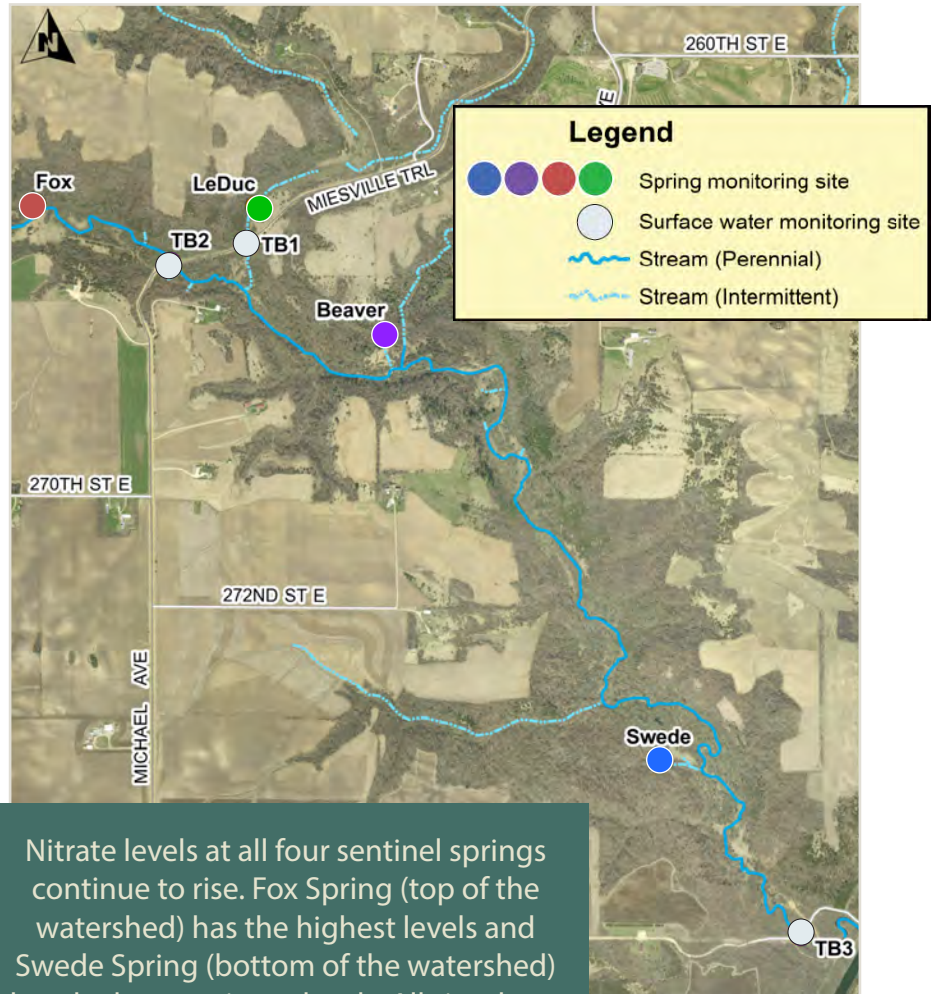 N
260TH ST E
VE
Legend
Spring monitoring site
Surface water monitoring site
Stream (Perennial)
Stream (Intermittent)
Fox
LeDuc
MIESVILLE TRL
TB2
TB1
Beaver
270TH ST E
272ND ST E
MICHAEL AVE
Swede
TB3
Nitrate levels at all four sentinel springs
continue to rise. Fox Spring (top of the
watershed) has the highest levels and
Swede Spring (bottom of the watershed)